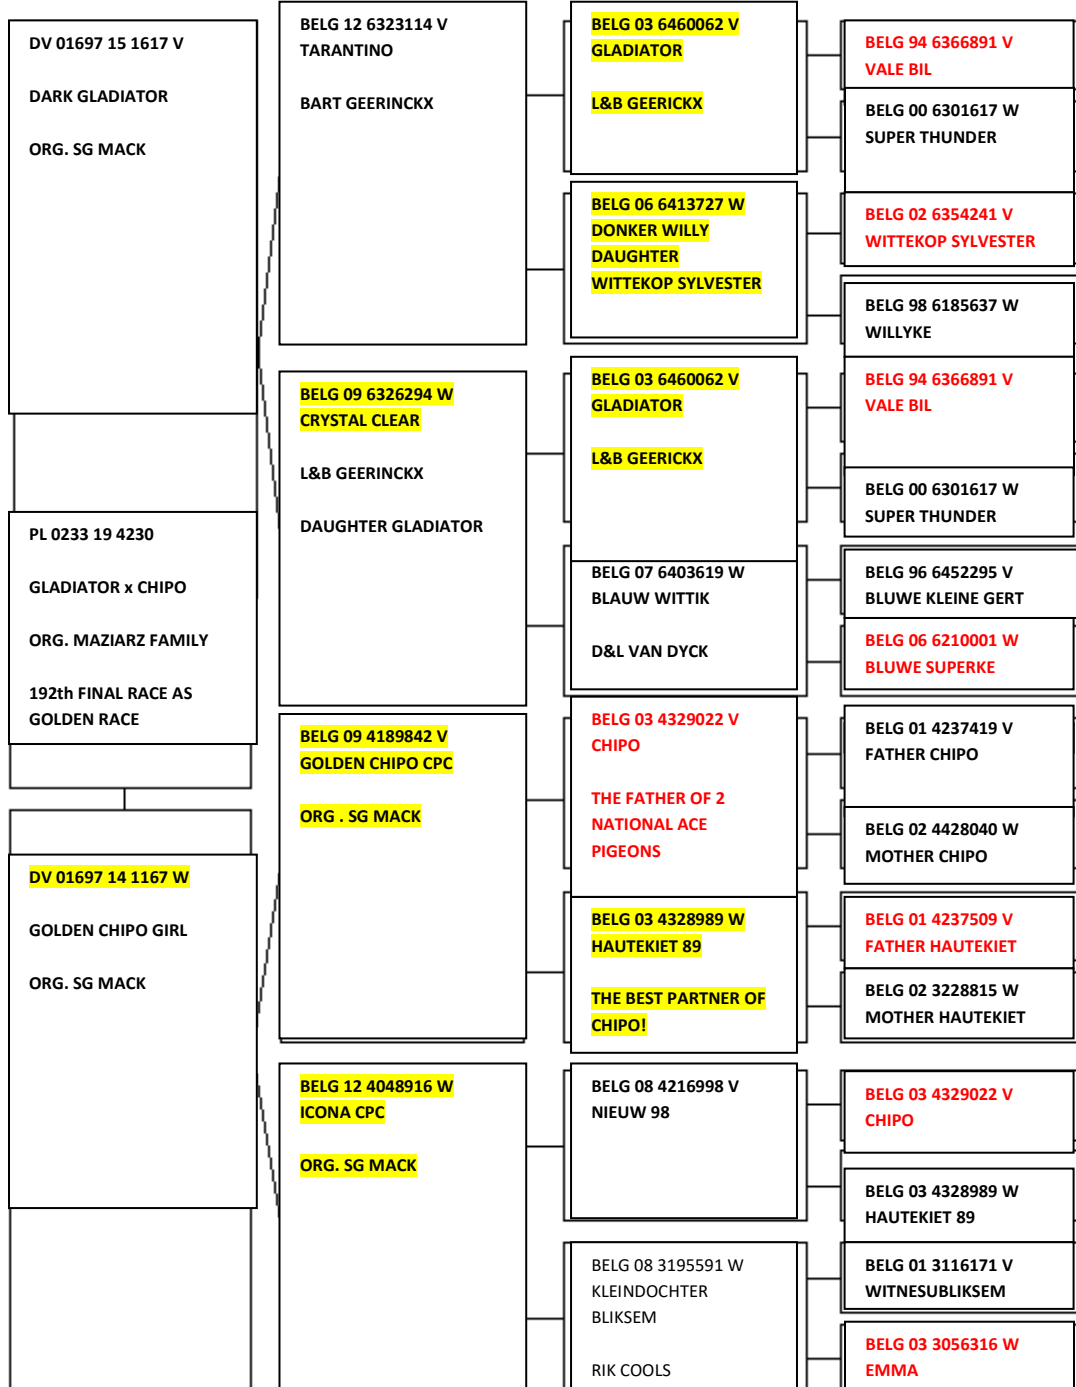 DV 01697 15 1617 V
DARK GLADIATOR
ORG. SG MACK
PL 0233 19 4230
GLADIATOR x CHIPO
ORG. MAZIARZ FAMILY
192th FINAL RACE AS
GOLDEN RACE
DV 01697 14 1167 W
GOLDEN CHIPO GIRL
ORG. SG MACK
BELG 12 6323114 V
TARANTINO
BART GEERINCKX
BELG 09 6326294 W
CRYSTAL CLEAR
L&B GEERINCKX
DAUGHTER GLADIATOR
BELG 09 4189842 V
GOLDEN CHIPO CPC
ORG . SG MACK
BELG 12 4048916 W
ICONA CPC
ORG. SG MACK
BELG 03 6460062 V
GLADIATOR
L&B GEERICKX
BELG 06 6413727 W
DONKER WILLY
DAUGHTER
WITTEKOP SYLVESTER
BELG 03 6460062 V
GLADIATOR
L&B GEERICKX
BELG 07 6403619 W
BLAUW WITTIK
D&L VAN DYCK
BELG 03 4329022 V
CHIPO
THE FATHER OF 2
NATIONAL ACE
PIGEONS
BELG 03 4328989 W
HAUTEKIET 89
THE BEST PARTNER OF
CHIPO!
BELG 08 4216998 V
NIEUW 98
BELG 08 3195591 W
KLEINDOCHTER
BLIKSEM
RIK COOLS
BELG 94 6366891 V
VALE BIL
BELG 00 6301617 W
SUPER THUNDER
BELG 02 6354241 V
WITTEKOP SYLVESTER
BELG 98 6185637 W
WILLYKE
BELG 94 6366891 V
VALE BIL
BELG 00 6301617 W
SUPER THUNDER
BELG 96 6452295 V
BLUWE KLEINE GERT
BELG 06 6210001 W
BLUWE SUPERKE
BELG 01 4237419 V
FATHER CHIPO
BELG 02 4428040 W
MOTHER CHIPO
BELG 01 4237509 V
FATHER HAUTEKIET
BELG 02 3228815 W
MOTHER HAUTEKIET
BELG 03 4329022 V
CHIPO
BELG 03 4328989 W
HAUTEKIET 89
BELG 01 3116171 V
WITNESUBLIKSEM
BELG 03 3056316 W
EMMA